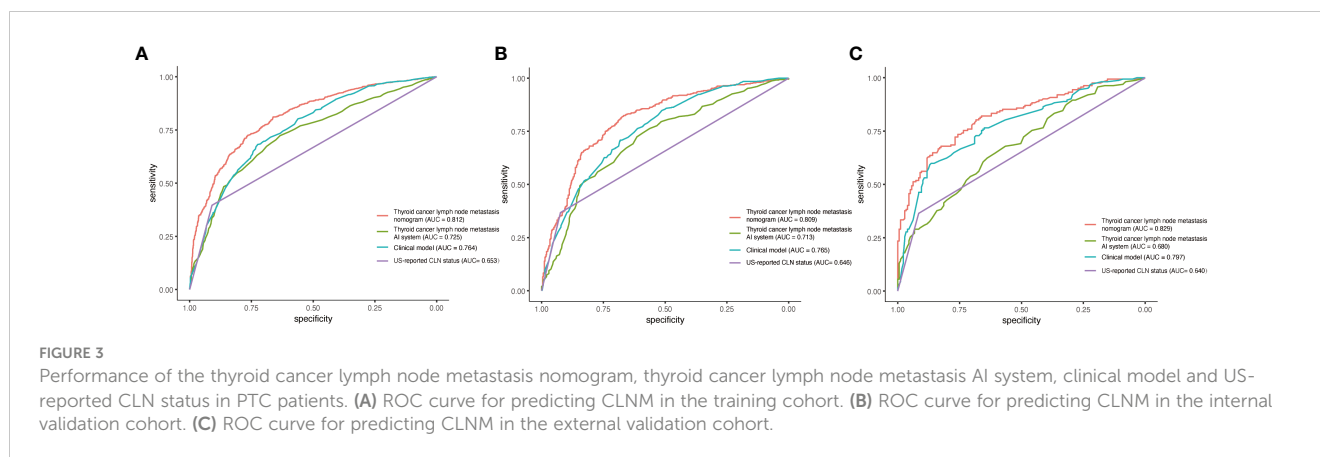 A
1.00
0.75
0.50
0.25
0.00
sensitivity
1.00
0.75
0.50
0.25
0.00
specificity
Thyroid cancer lymph node metastasis
nomogram (AUC = 0.812)
Thyroid cancer lymph node metastasis
AI system (AUC = 0.725)
Clinical model (AUC = 0.764)
US-reported CLN status (AUC= 0.653)
B
1.00
0.75
0.50
0.25
0.00
sensitivity
1.00
0.75
0.50
0.25
0.00
specificity
Thyroid cancer lymph node metastasis
nomogram (AUC = 0.809)
Thyroid cancer lymph node metastasis
AI system (AUC = 0.713)
Clinical model (AUC = 0.765)
US-reported CLN status (AUC= 0.646)
C
1.00
0.75
0.50
0.25
0.00
sensitivity
1.00
0.75
0.50
0.25
0.00
specificity
Thyroid cancer lymph node metastasis
nomogram (AUC = 0.829)
Thyroid cancer lymph node metastasis
AI system (AUC = 0.680)
Clinical model (AUC = 0.797)
US-reported CLN status (AUC= 0.640)
FIGURE 3
Performance of the thyroid cancer lymph node metastasis nomogram, thyroid cancer lymph node metastasis AI system, clinical model and US-
reported CLN status in PTC patients. (A) ROC curve for predicting CLNM in the training cohort. (B) ROC curve for predicting CLNM in the internal
validation cohort. (C) ROC curve for predicting CLNM in the external validation cohort.